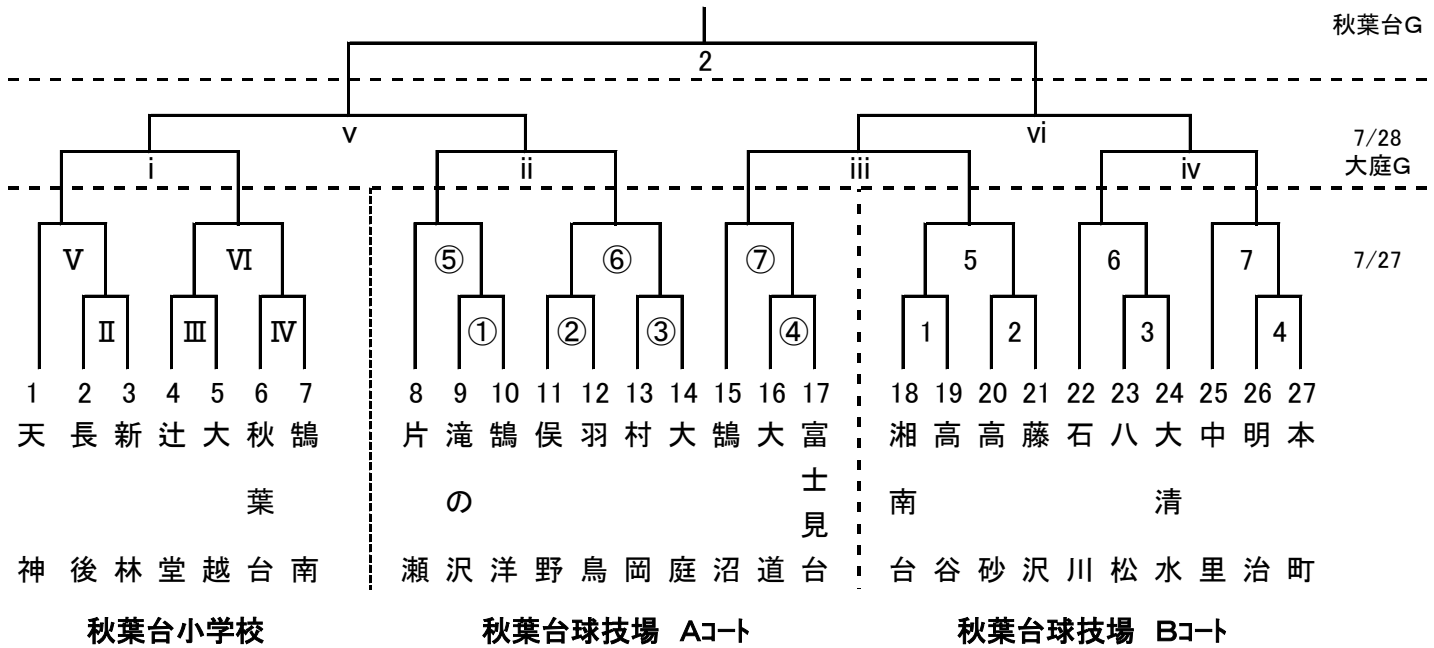 秋葉台G
2
v
vi
7/28
i
ii
iii
iv
大庭G
Ⅴ
Ⅵ
⑤
⑥
⑦
5
6
7
7/27
Ⅱ
Ⅲ
Ⅳ
①
②
③
④
1
2
3
4
1 2 3 4 5 6 7 8 9 10 11 12 13 14 15 16 17 18 19 20 21 22 23 24 25 26 27
天神
長後
新林
辻堂
大越
秋葉台
鵠南
片瀬
滝の沢
鵠洋
俣野
羽鳥
村岡
大庭
鵠沼
大道
富士見台
湘南台
高谷
高砂
藤沢
石川
八松
大清水
中里
明治
本町
秋葉台小学校
秋葉台球技場 Aコート
秋葉台球技場 Bコート